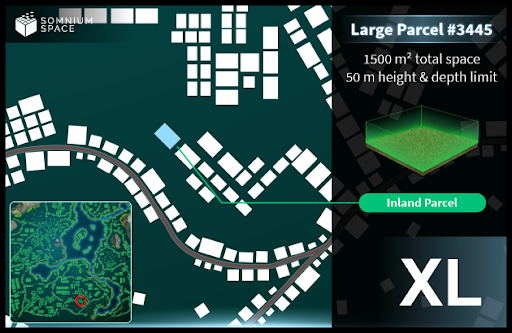 SOMNIUM
SPACE
Large Parcel #3445
1500 m² total space
50 m height & depth limit
Inland Parcel
XL